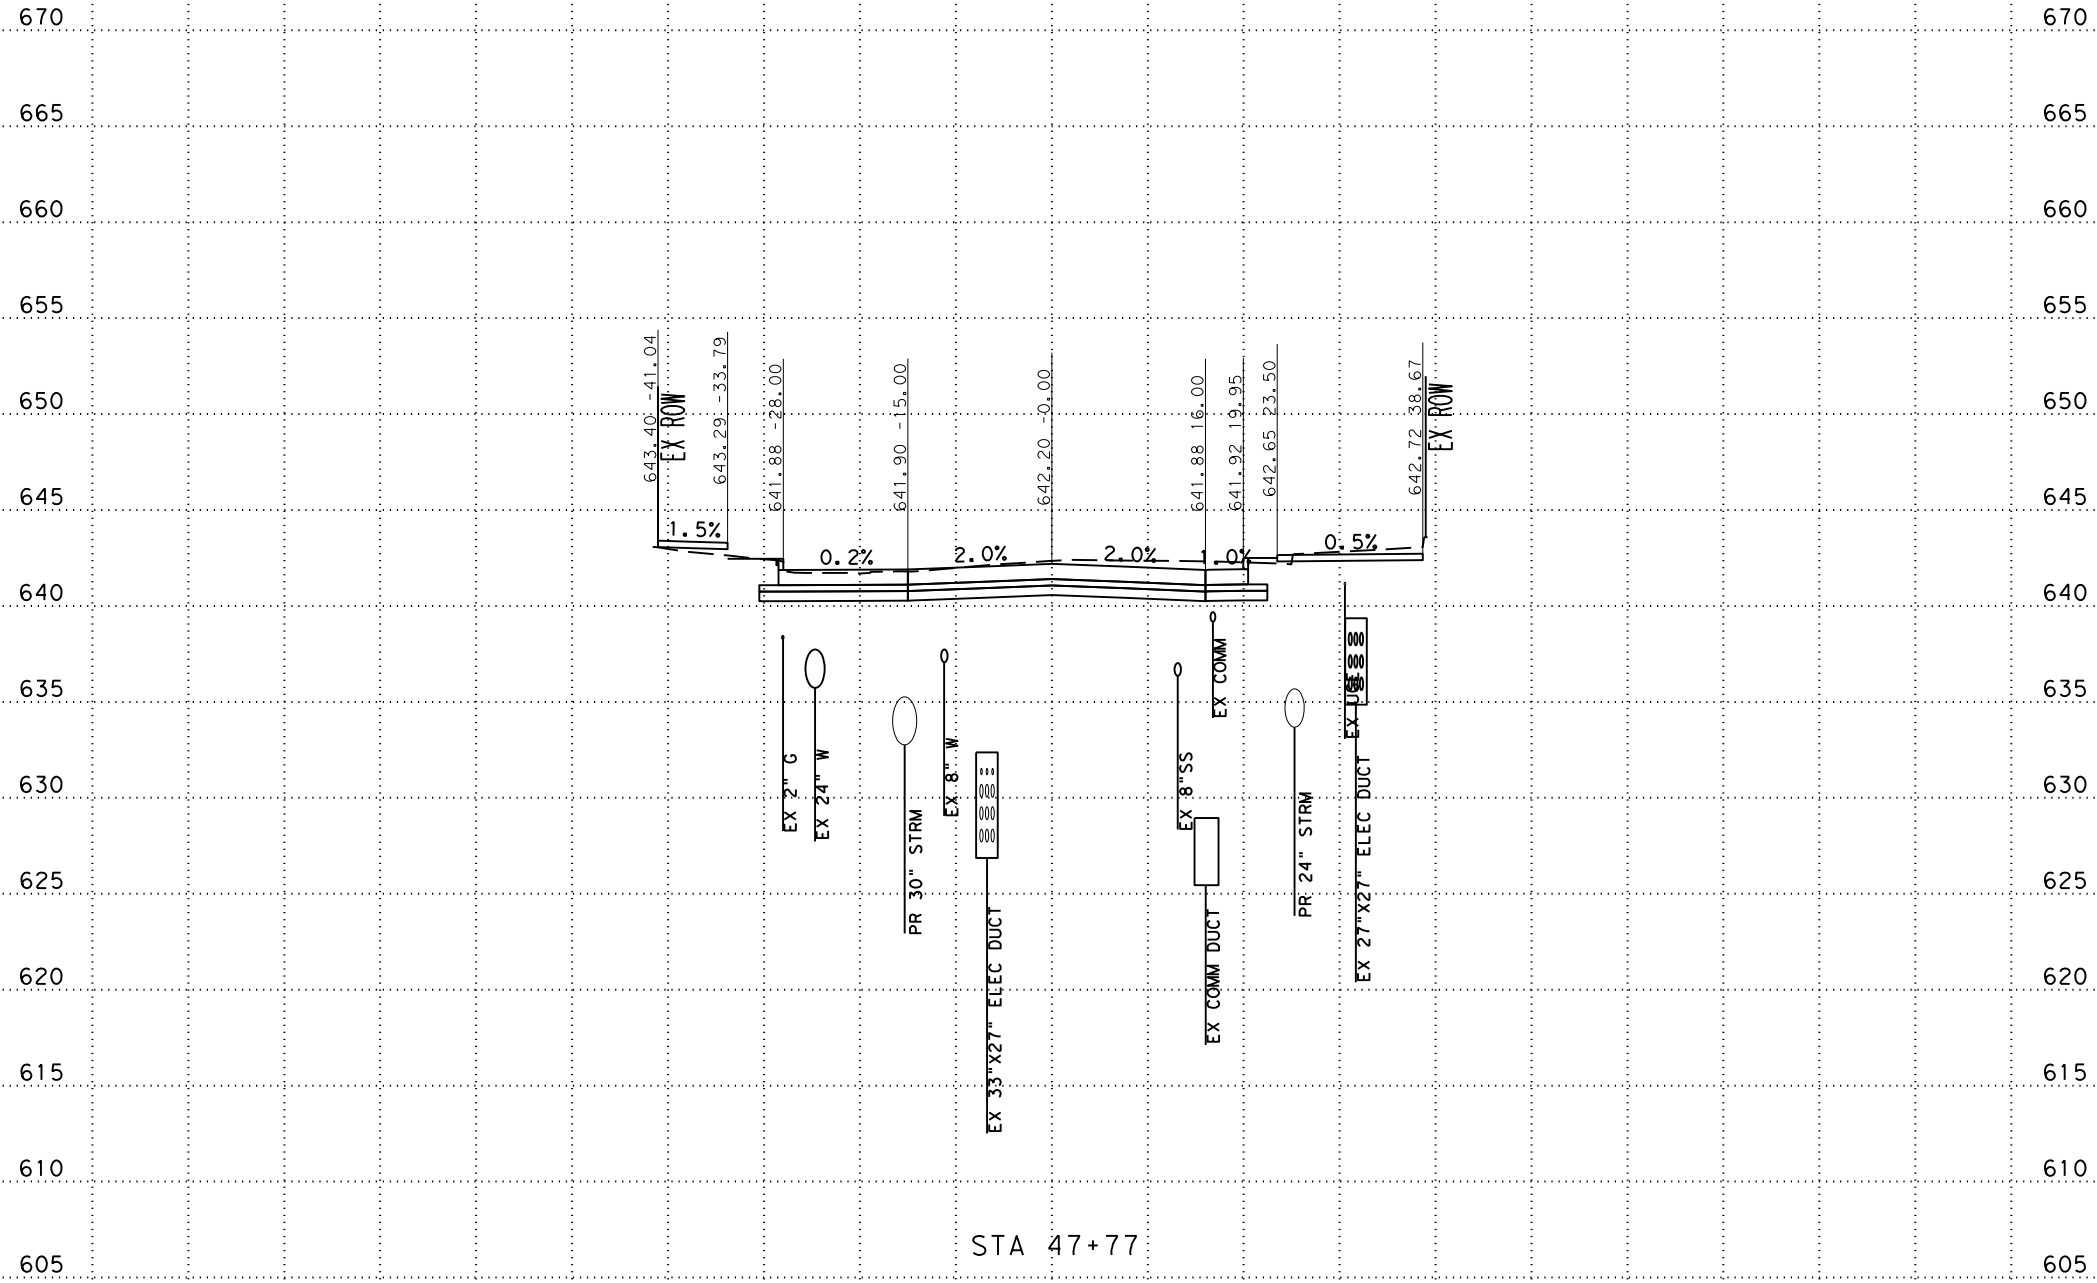 670 670
665 665
660 660
655 655
650 650
645 645
640 640
635 635
630 630
625 625
620 620
615 615
610 610
605 605
643.40 -41.04
EX ROW
643.29 -33.79
641.88 -28.00
641.90 -15.00
642.20 -0.00
641.88 16.00
641.92 19.95
642.65 23.50
642.72 38.67
EX ROW
1.5%
0.2%
2.0%
2.0%
1.0%
0.5%
EX 2" G
EX 24" W
PR 30" STRM
EX 8" W
EX 33"X27" ELEC DUCT
EX 8"SS
EX COMM
EX COMM DUCT
PR 24" STRM
EX
EX 27"X27" ELEC DUCT
STA 47+77